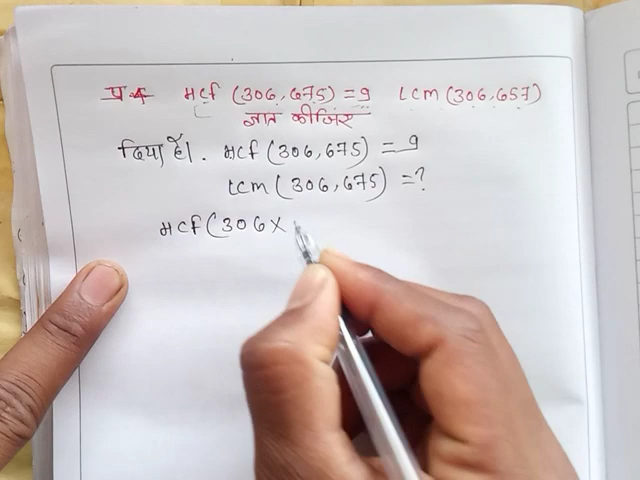 प्र. 4 HCf (306, 675) = 9 LCM (306, 657)
ज्ञात कीजिए
दिया है। . HCf (306, 675) = 9
LCM (306, 675) = ?
HCf (306 ×